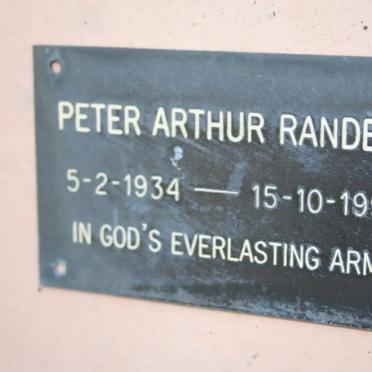 PETER ARTHUR RANDE
5-2-1934 — 15-10-19
IN GOD'S EVERLASTING ARM